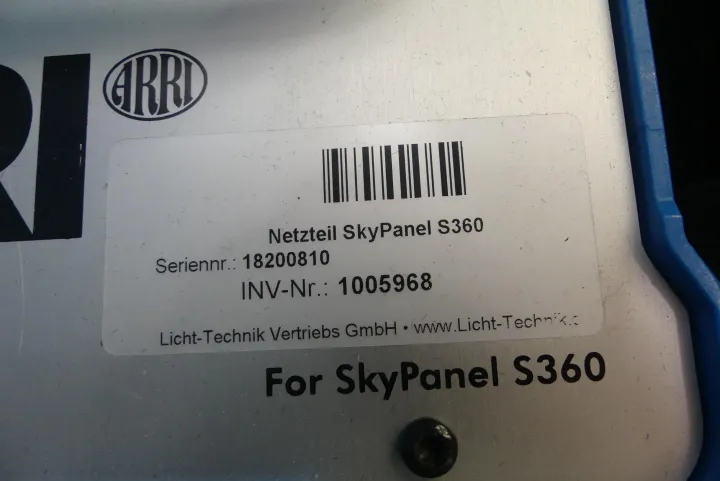 RI
ARRI
Netzteil SkyPanel S360
Seriennr.: 18200810
INV-Nr.: 1005968
Licht-Technik Vertriebs GmbH • www.Licht-Technik.
For SkyPanel S360